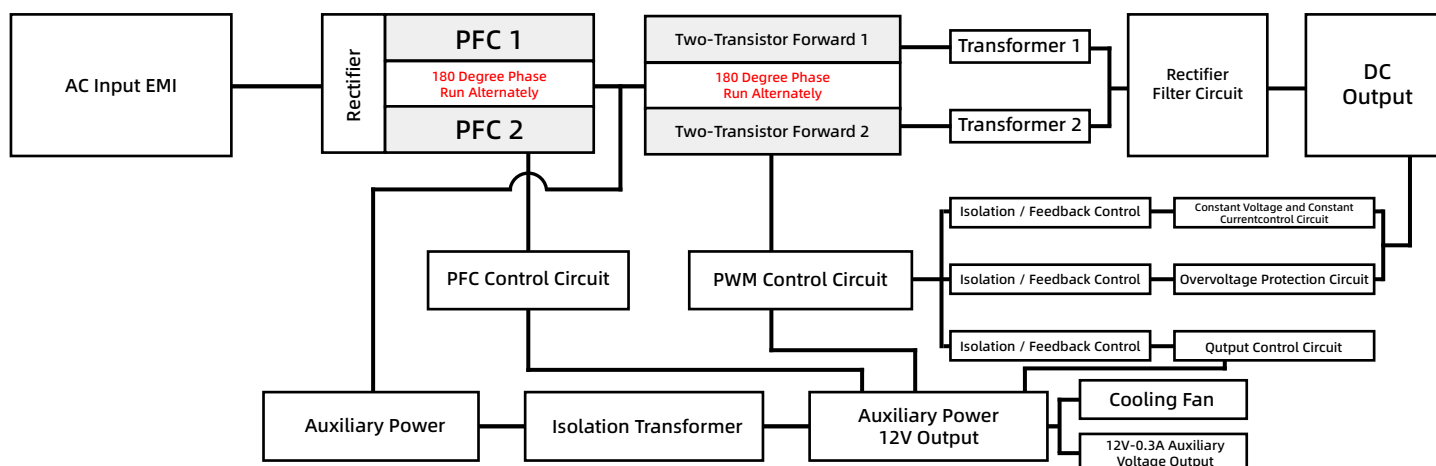 AC Input EMI
Rectifier
PFC 1
180 Degree Phase
Run Alternately
PFC 2
Two-Transistor Forward 1
180 Degree Phase
Run Alternately
Two-Transistor Forward 2
Transformer 1
Transformer 2
Rectifier
Filter Circuit
DC
Output
Isolation / Feedback Control
Constant Voltage and Constant
Currentcontrol Circuit
PFC Control Circuit
PWM Control Circuit
Isolation / Feedback Control
Overvoltage Protection Circuit
Isolation / Feedback Control
Qutput Control Circuit
Auxiliary Power
Isolation Transformer
Auxiliary Power
12V Output
Cooling Fan
12V-0.3A Auxiliary
Voltage Output